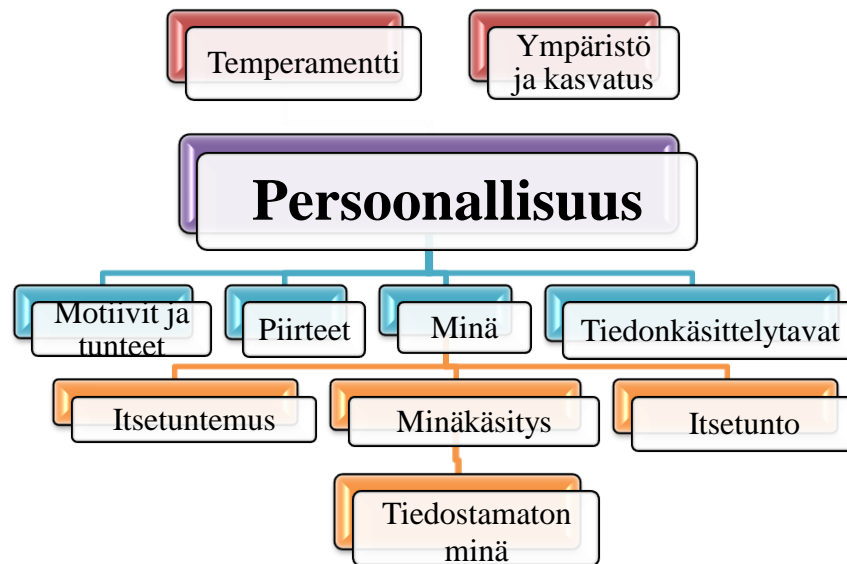 Temperamentti
Ympäristö
ja kasvatus
Persoonallisuus
Motiivit ja
tunteet
Piirteet
Minä
Tiedonkäsittelytavat
Itsetuntemus
Minäkäsitys
Itsetunto
Tiedostamaton
minä